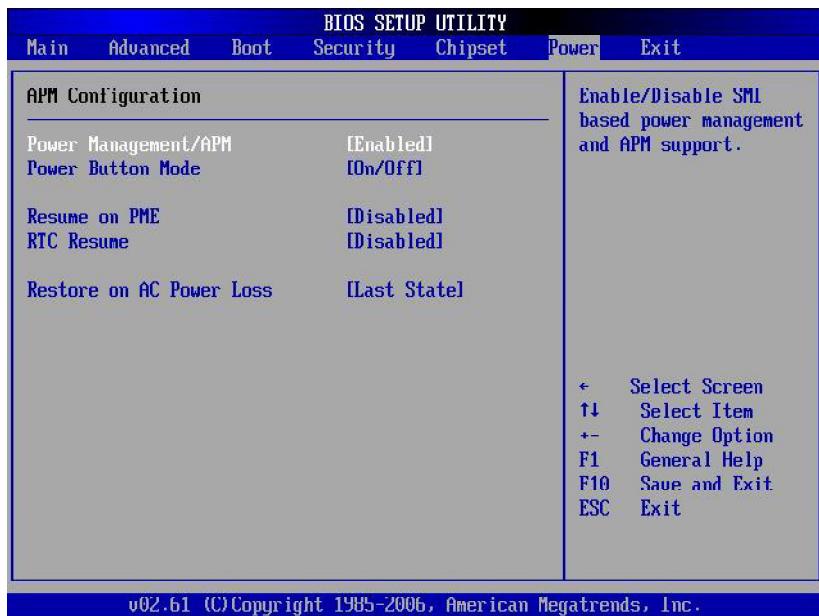 BIOS SETUP UTILITY
Main Advanced Boot Security Chipset Power Exit
APM Configuration
Power Management/APM [Enabled]
Power Button Mode [On/Off]
Resume on PME [Disabled]
RTC Resume [Disabled]
Restore on AC Power Loss [Last State]
Enable/Disable SMI
based power management
and APM support.
← Select Screen
↑↓ Select Item
+- Change Option
F1 General Help
F10 Save and Exit
ESC Exit
v02.61 (C)Copyright 1985-2006, American Megatrends, Inc.